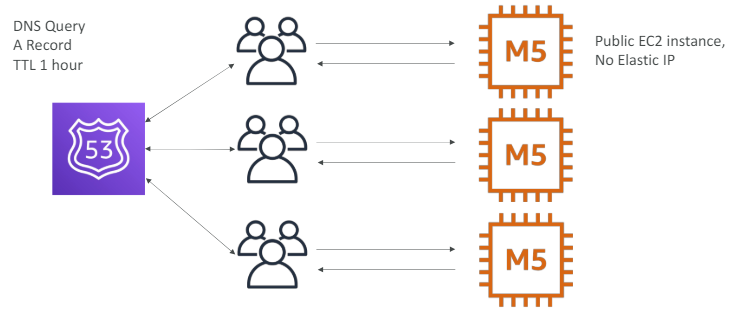 DNS Query
A Record
TTL 1 hour
53
M5
Public EC2 instance,
No Elastic IP
M5
M5